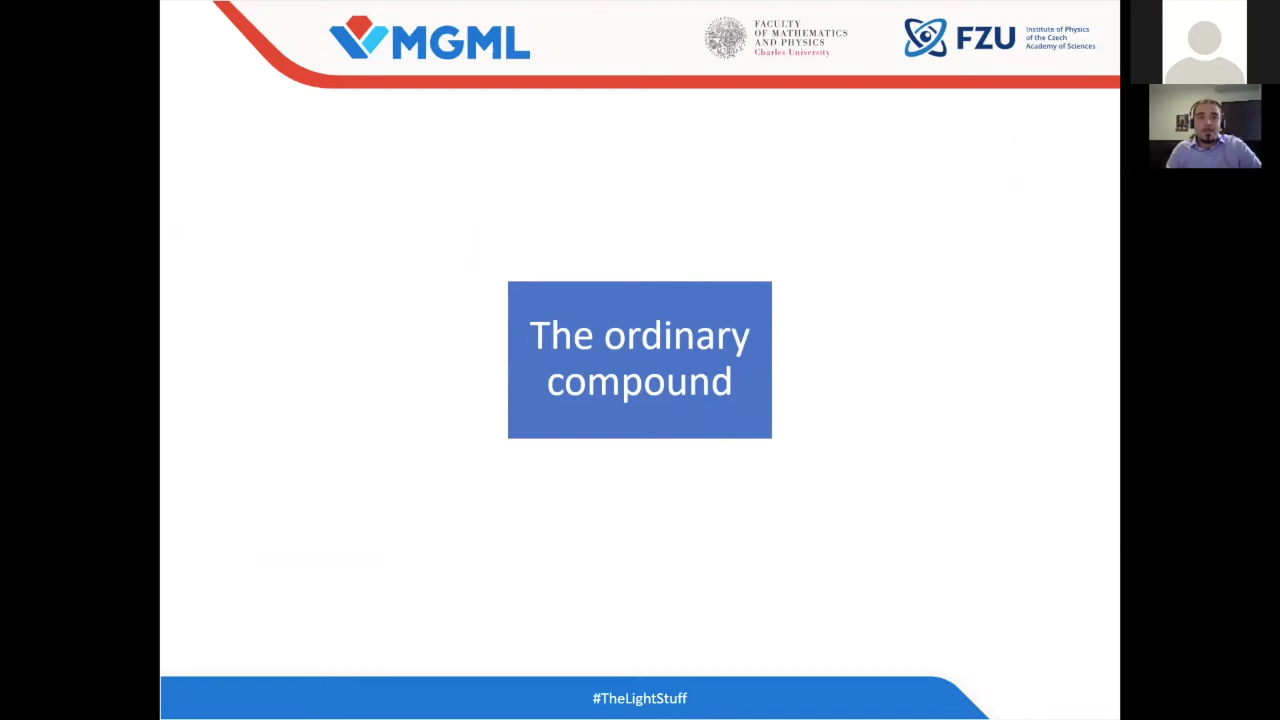 MGML
FACULTY
OF MATHEMATICS
AND PHYSICS
Charles University
FZU
Institute of Physics
of the Czech
Academy of Sciences
The ordinary
compound
#TheLightStuff